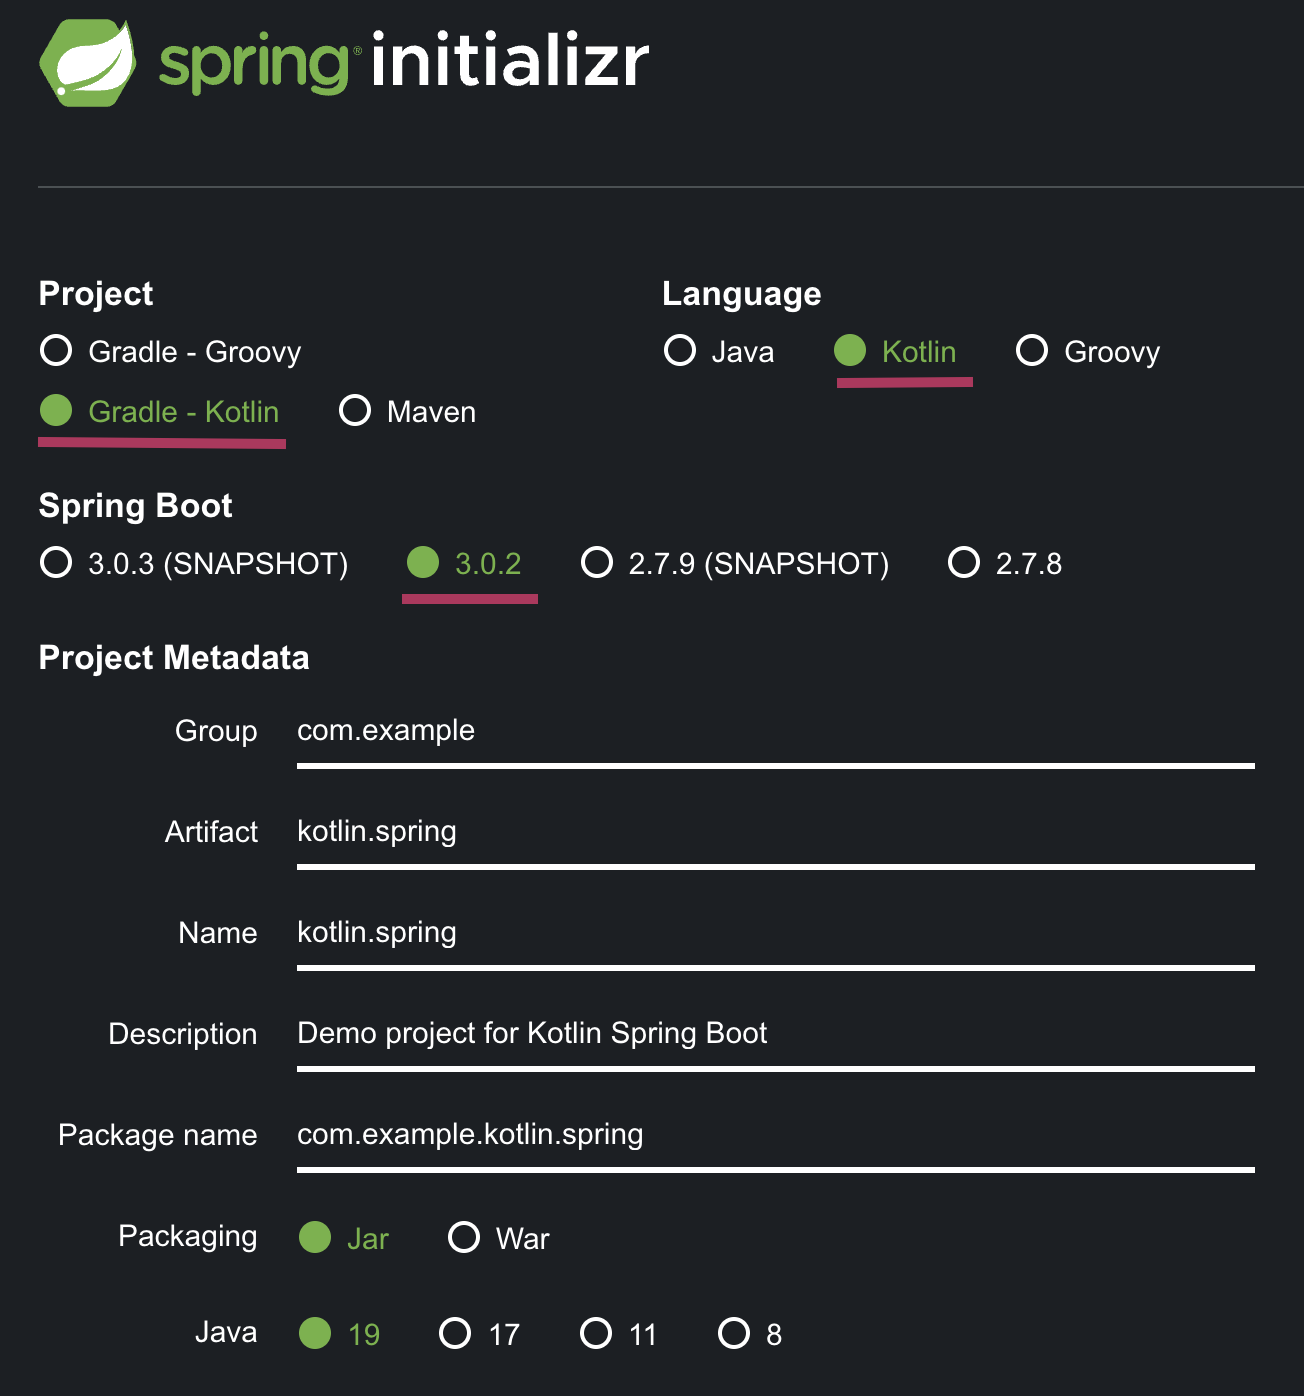 spring® initializr
Project
Gradle - Groovy
Gradle - Kotlin Maven
Language
Java Kotlin Groovy
Spring Boot
3.0.3 (SNAPSHOT) 3.0.2 2.7.9 (SNAPSHOT) 2.7.8
Project Metadata
Group com.example
Artifact kotlin.spring
Name kotlin.spring
Description Demo project for Kotlin Spring Boot
Package name com.example.kotlin.spring
Packaging Jar War
Java 19 17 11 8